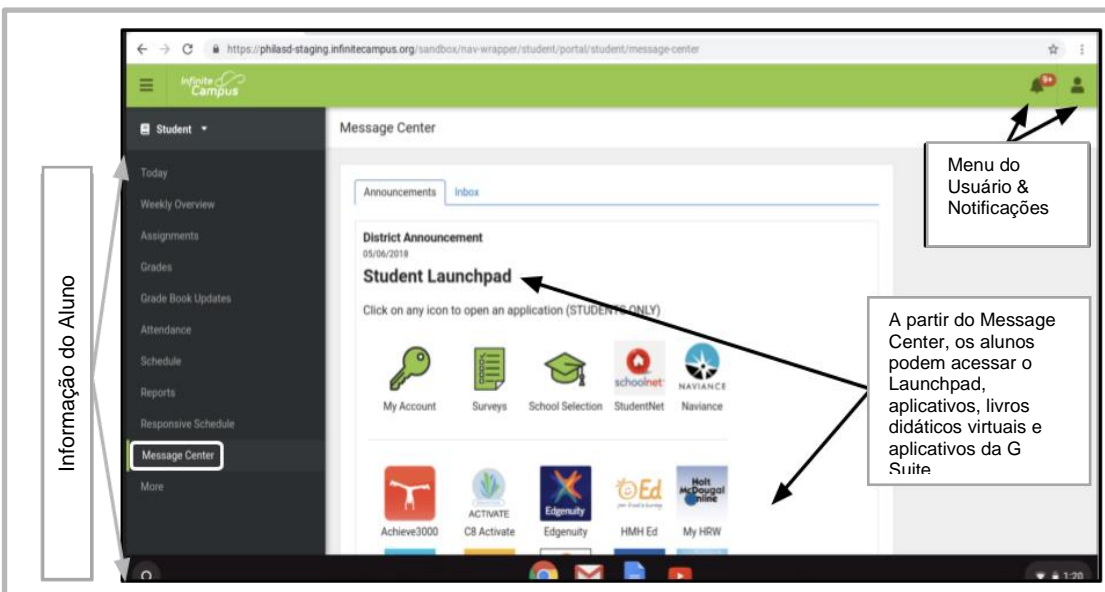 https://philasd-staging.infinitecampus.org/sandbox/nav-wrapper/student/portal/student/message-center
Infinite
Campus
9+
Student
Message Center
Today
Weekly Overview
Assignments
Grades
Grade Book Updates
Attendance
Schedule
Reports
Responsive Schedule
Message Center
More
Informação do Aluno
Announcements
Inbox
District Announcement
05/06/2018
Student Launchpad
Click on any icon to open an application (STUDENTS ONLY)
schoolnet
NAVIANCE
My Account
Surveys
School Selection
StudentNet
Naviance
ACTIVATE
Edgenuity
Ed
Holt
McDougal
Online
Achieve3000
C8 Activate
Edgenuity
HMH Ed
My HRW
Menu do
Usuário &
Notificações
A partir do Message
Center, os alunos
podem acessar o
Launchpad,
aplicativos, livros
didáticos virtuais e
aplicativos da G
Suite
1:20